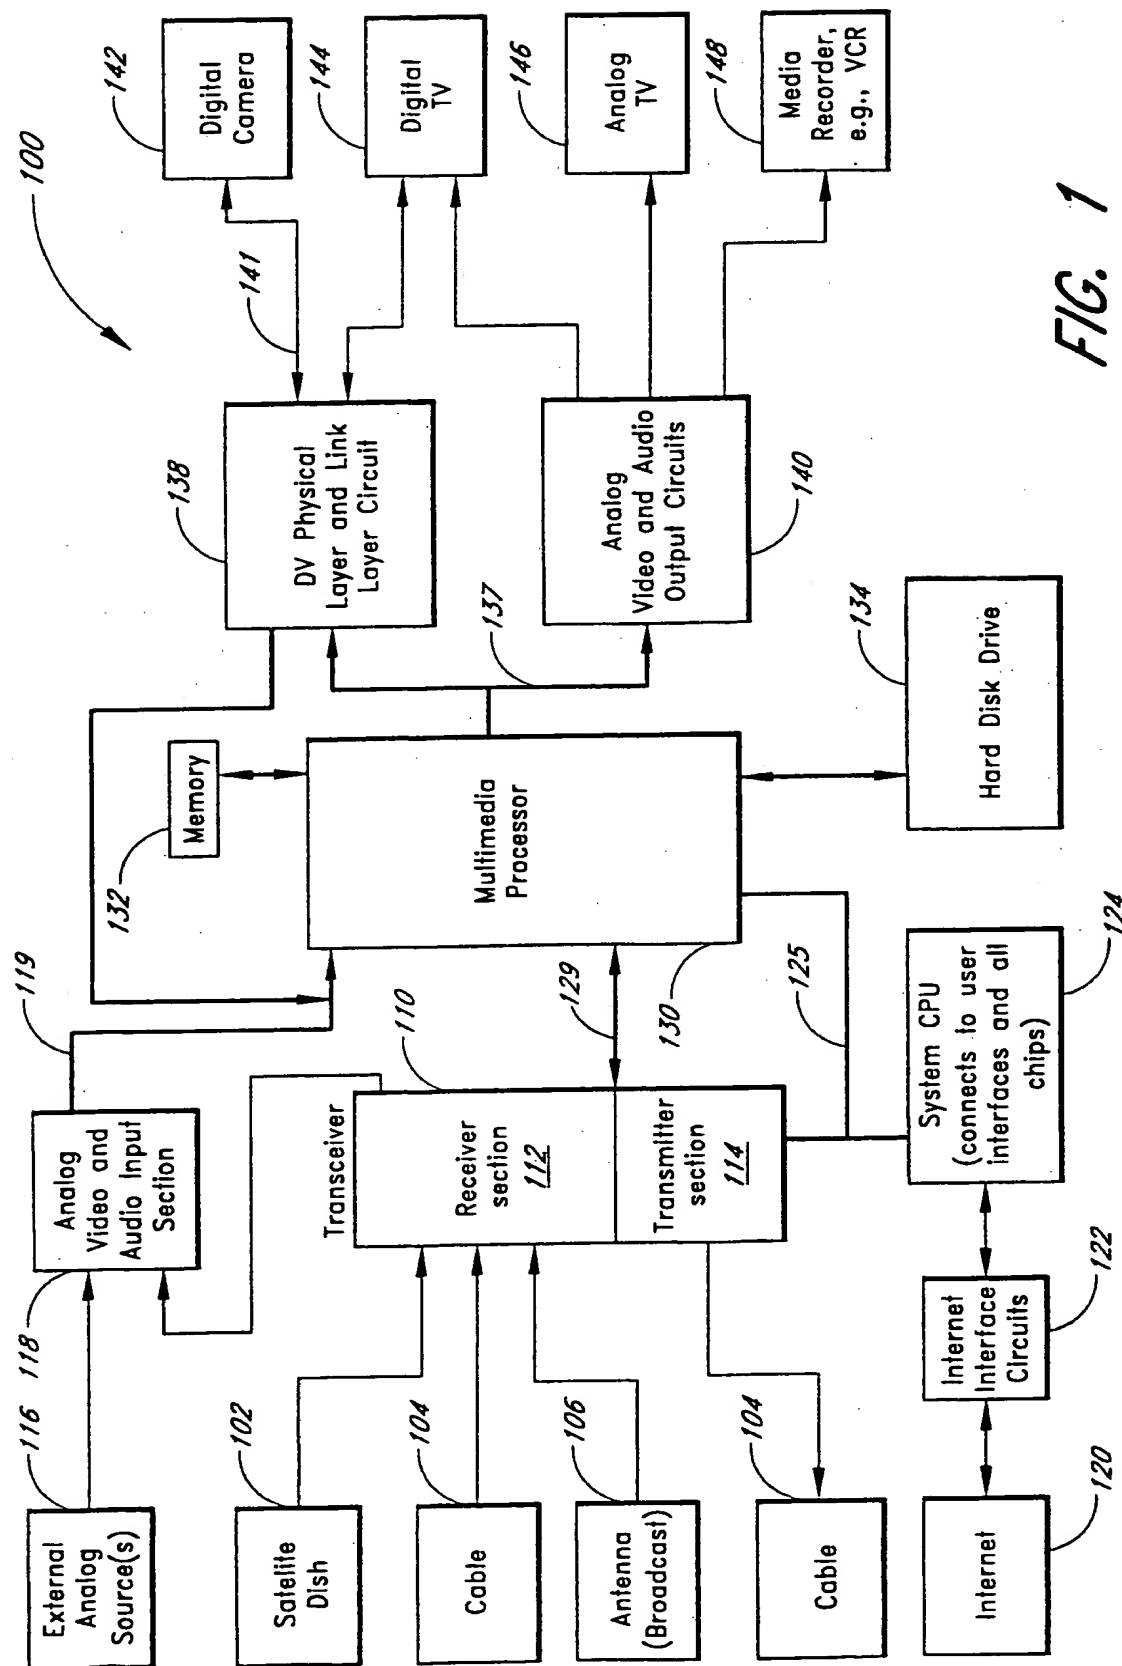 100
External
Analog
Source(s)
116
Analog
Video and
Audio Input
Section
118
119
Satelite
Dish
102
Cable
104
Antenna
(Broadcast)
106
Cable
104
Internet
120
Internet
Interface
Circuits
122
System CPU
(connects to user
interfaces and all
chips)
124
125
Transceiver
110
Receiver
section
112
Transmitter
section
114
129
Multimedia
Processor
130
Memory
132
Hard Disk Drive
134
137
DV Physical
Layer and Link
Layer Circuit
138
Analog
Video and Audio
Output Circuits
140
141
Digital
Camera
142
Digital
TV
144
Analog
TV
146
Media
Recorder,
e.g., VCR
148
FIG. 1